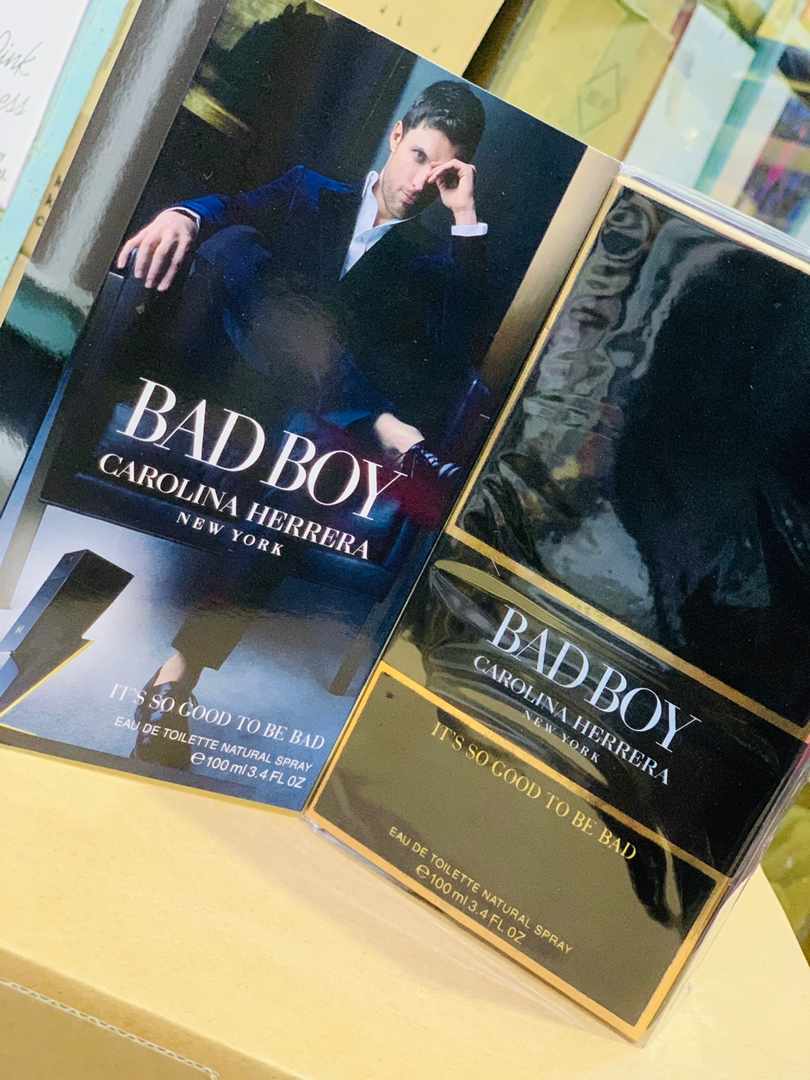 ink
ess
BAD BOY
CAROLINA HERRERA
NEW YORK
IT'S SO GOOD TO BE BAD
EAU DE TOILETTE NATURAL SPRAY
℮100 ml 3.4 FL OZ
BAD BOY
CAROLINA HERRERA
NEW YORK
IT'S SO GOOD TO BE BAD
EAU DE TOILETTE NATURAL SPRAY
℮100 ml 3.4 FL OZ